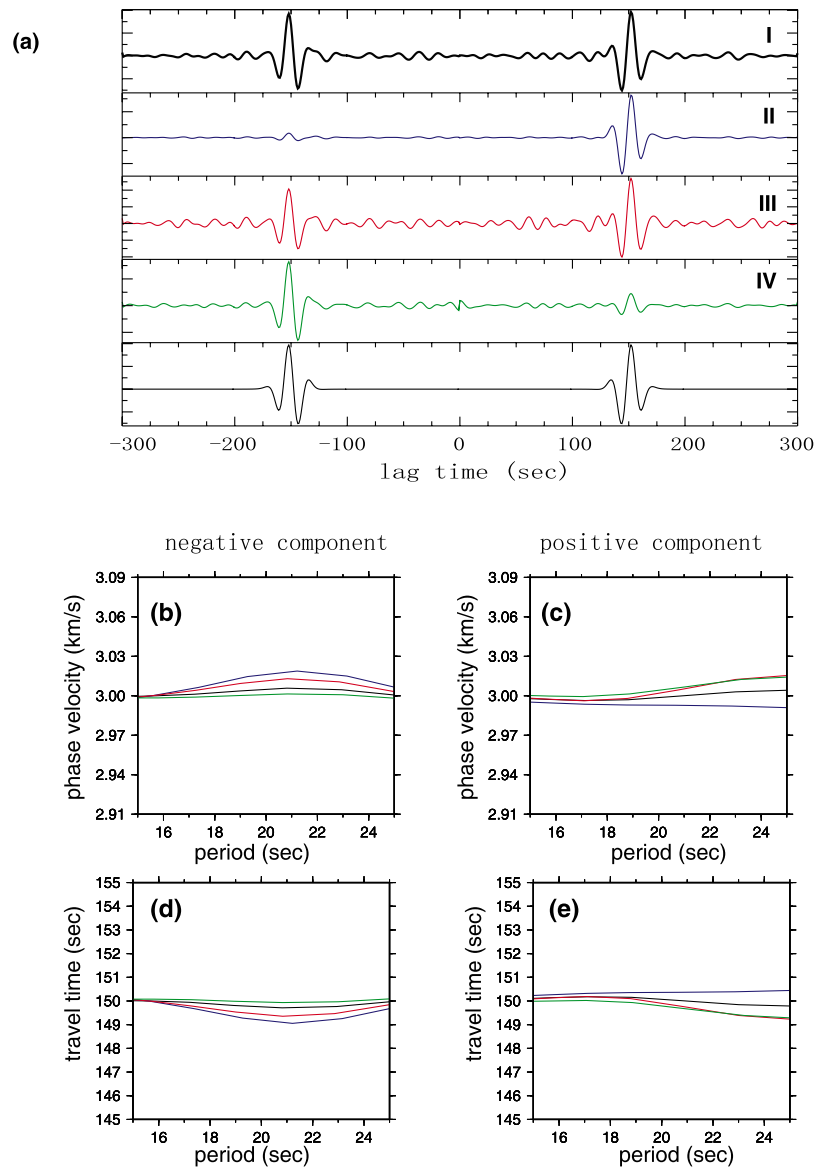 (a)
I
II
III
IV
−300 −200 −100 0 100 200 300
lag time (sec)
negative component
positive component
3.09
3.06
3.03
3.00
2.97
2.94
2.91
phase velocity (km/s)
(b)
16 18 20 22 24
period (sec)
3.09
3.06
3.03
3.00
2.97
2.94
2.91
phase velocity (km/s)
(c)
16 18 20 22 24
period (sec)
155
154
153
152
151
150
149
148
147
146
145
travel time (sec)
(d)
16 18 20 22 24
period (sec)
155
154
153
152
151
150
149
148
147
146
145
travel time (sec)
(e)
16 18 20 22 24
period (sec)